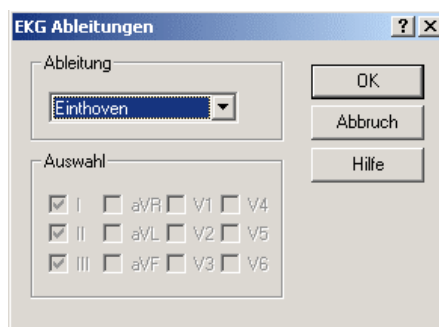 EKG Ableitungen
Ableitung
Einthoven
OK
Abbruch
Hilfe
Auswahl
I aVR V1 V4
II aVL V2 V5
III aVF V3 V6